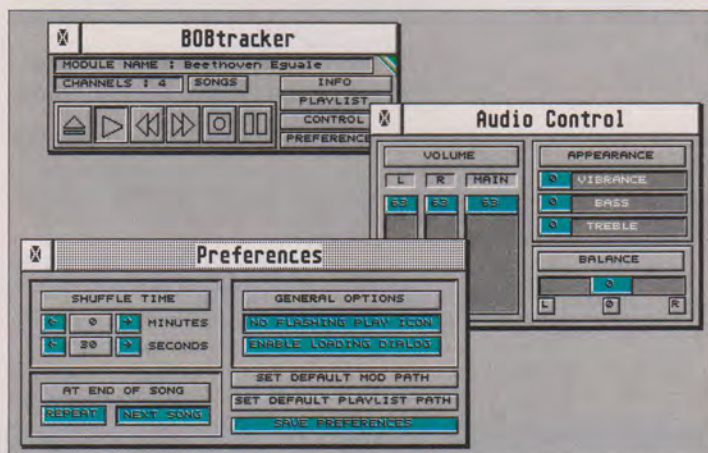 BOBtracker
MODULE NAME : Beethoven Eguale
CHANNELS : 4 SONGS
INFO
PLAYLIST
CONTROL
PREFERENCE
Audio Control
VOLUME
L R MAIN
63 63 63
APPEARANCE
0 VIBRANCE
0 BASS
0 TREBLE
BALANCE
0
L 0 R
Preferences
SHUFFLE TIME
0 MINUTES
30 SECONDS
AT END OF SONG
REPEAT NEXT SONG
GENERAL OPTIONS
NO FLASHING PLAY ICON
ENABLE LOADING DIALOG
SET DEFAULT MOD PATH
SET DEFAULT PLAYLIST PATH
SAVE PREFERENCES